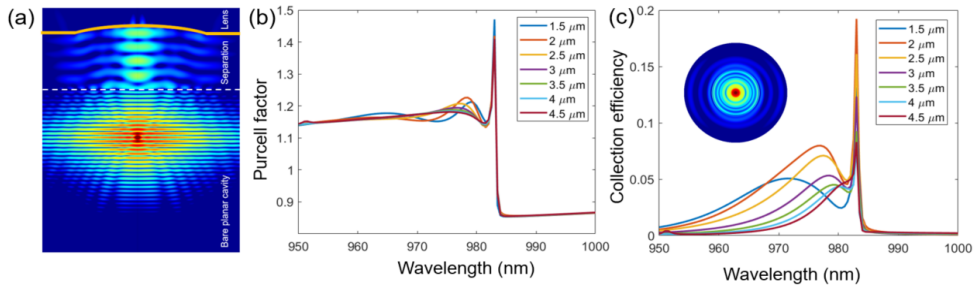 (a)
Lens
Separation
Bare planar cavity
(b)
1.5
1.4
1.3
1.2
1.1
1
0.9
Purcell factor
1.5 μm
2 μm
2.5 μm
3 μm
3.5 μm
4 μm
4.5 μm
950 960 970 980 990 1000
Wavelength (nm)
(c)
0.2
0.15
0.1
0.05
0
Collection efficiency
1.5 μm
2 μm
2.5 μm
3 μm
3.5 μm
4 μm
4.5 μm
950 960 970 980 990 1000
Wavelength (nm)